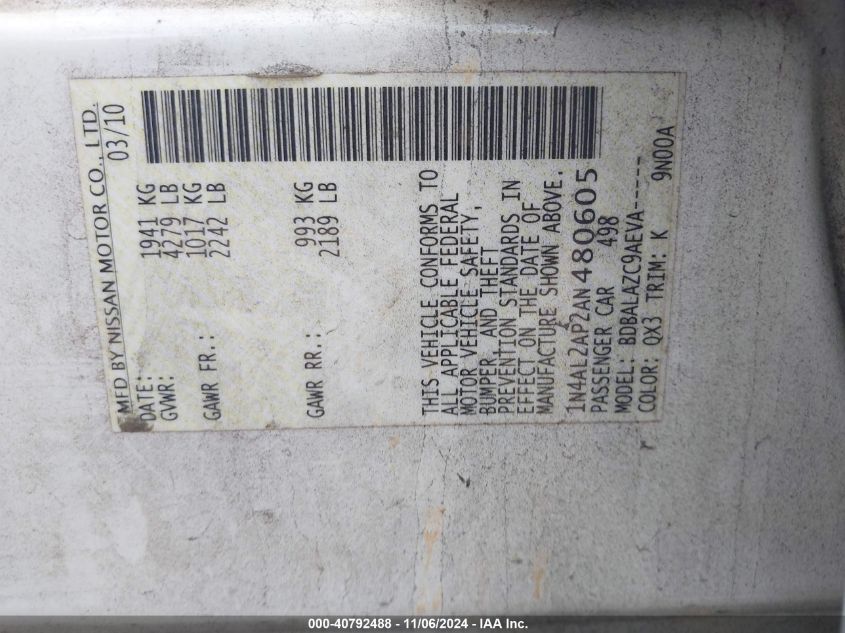 MFD BY NISSAN MOTOR CO., LTD.
DATE: 03/10
GVWR: 1941 KG
4279 LB
GAWR FR.: 1017 KG
2242 LB
GAWR RR.: 993 KG
2189 LB
THIS VEHICLE CONFORMS TO
ALL APPLICABLE FEDERAL
MOTOR VEHICLE SAFETY,
BUMPER, AND THEFT
PREVENTION STANDARDS IN
EFFECT ON THE DATE OF
MANUFACTURE SHOWN ABOVE.
1N4AL2AP2AN480605
PASSENGER CAR 498
MODEL: BDBALAZC9AEVA-----
COLOR: QX3 TRIM: K 9N00A
000-40792488 - 11/06/2024 - IAA Inc.